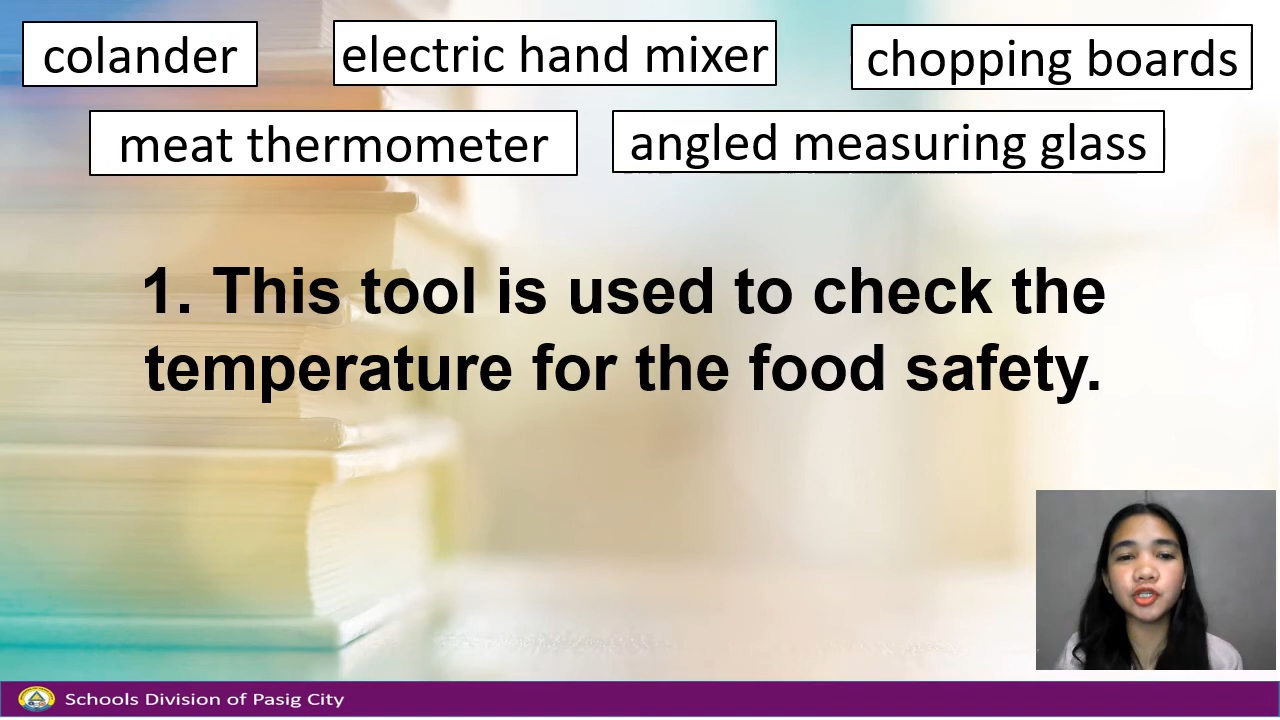 colander
electric hand mixer
chopping boards
meat thermometer
angled measuring glass
1. This tool is used to check the
temperature for the food safety.
Schools Division of Pasig City